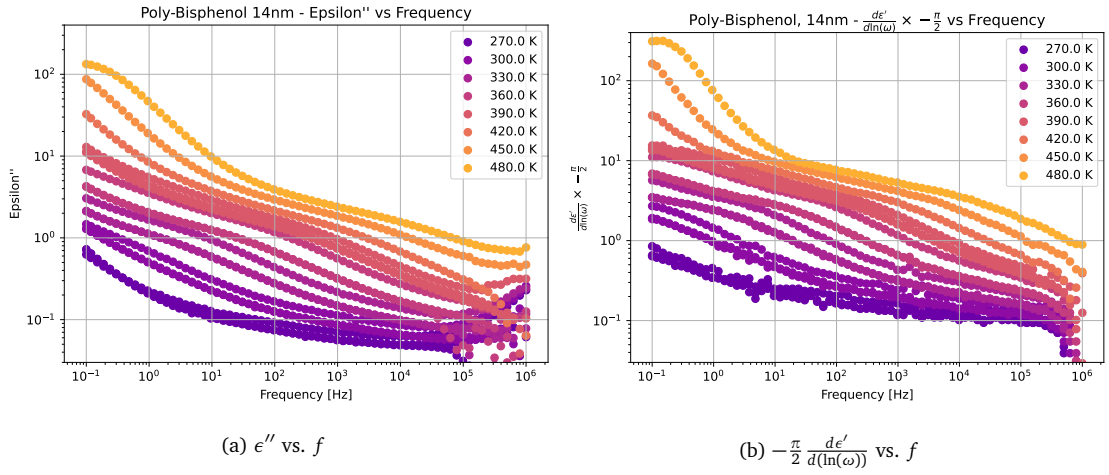 Poly-Bisphenol 14nm - Epsilon'' vs Frequency
Epsilon''
10² 
10¹
10⁰
10⁻¹
270.0 K
300.0 K
330.0 K
360.0 K
390.0 K
420.0 K
450.0 K
480.0 K
10⁻¹ 10⁰ 10¹ 10² 10³ 10⁴ 10⁵ 10⁶
Frequency [Hz]
(a) ϵ′′ vs. f
Poly-Bisphenol, 14nm - dε′/dln(ω) × −π/2 vs Frequency
dε′/dln(ω) × −π/2
10²
10¹
10⁰
10⁻¹
270.0 K
300.0 K
330.0 K
360.0 K
390.0 K
420.0 K
450.0 K
480.0 K
10⁻¹ 10⁰ 10¹ 10² 10³ 10⁴ 10⁵ 10⁶
Frequency [Hz]
(b) −π/2 dϵ′/d(ln(ω)) vs. f